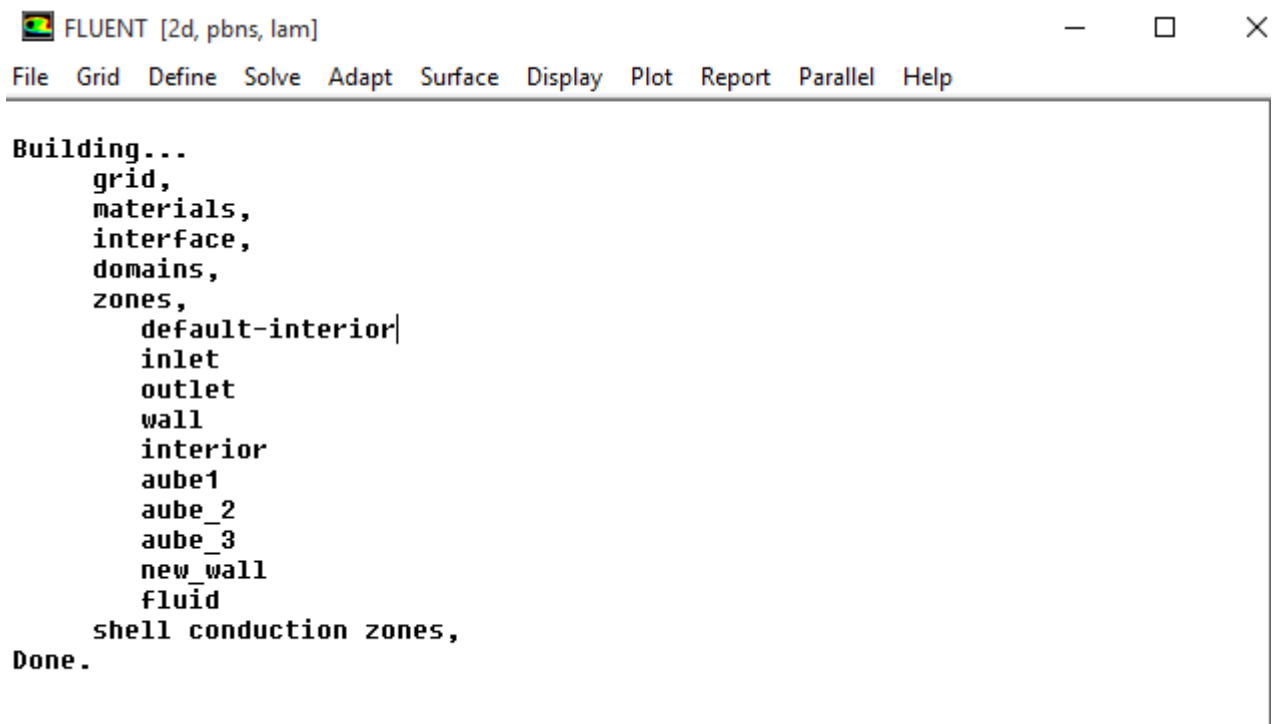 FLUENT [2d, pbns, lam]
File Grid Define Solve Adapt Surface Display Plot Report Parallel Help
Building...
grid,
materials,
interface,
domains,
zones,
default-interior
inlet
outlet
wall
interior
aube1
aube_2
aube_3
new_wall
fluid
shell conduction zones,
Done.